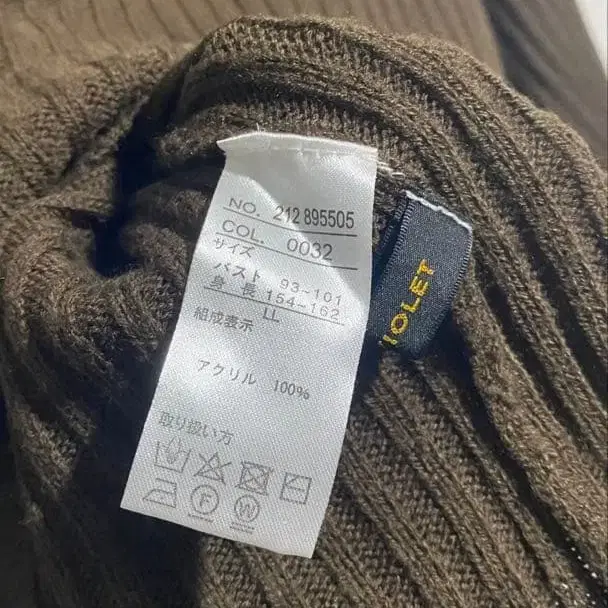 NO. 212 895505
COL. 0032
サイズ
バスト 93-101
身 長 154-162
LL
組成表示
アクリル 100%
取り扱い方
F W
IOLET